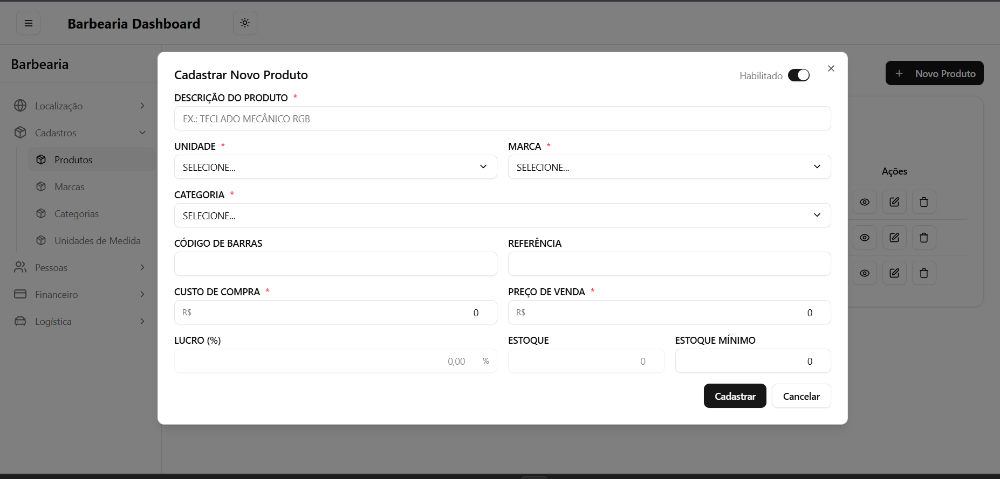 Barbearia Dashboard
Barbearia
Localização
Cadastros
Produtos
Marcas
Categorias
Unidades de Medida
Pessoas
Financeiro
Logística
Novo Produto
Ações
Cadastrar Novo Produto
Habilitado
DESCRIÇÃO DO PRODUTO *
EX.: TECLADO MECÂNICO RGB
UNIDADE * MARCA *
SELECIONE... SELECIONE...
CATEGORIA *
SELECIONE...
CÓDIGO DE BARRAS REFERÊNCIA
CUSTO DE COMPRA * PREÇO DE VENDA *
R$ 0 R$ 0
LUCRO (%) ESTOQUE ESTOQUE MÍNIMO
0,00 % 0 0
Cadastrar Cancelar